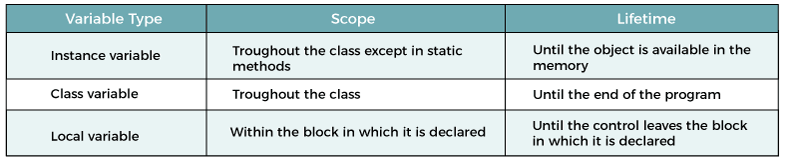 Variable Type Scope Lifetime
Instance variable Troughout the class except in static methods Until the object is available in the memory
Class variable Troughout the class Until the end of the program
Local variable Within the block in which it is declared Until the control leaves the block in which it is declared